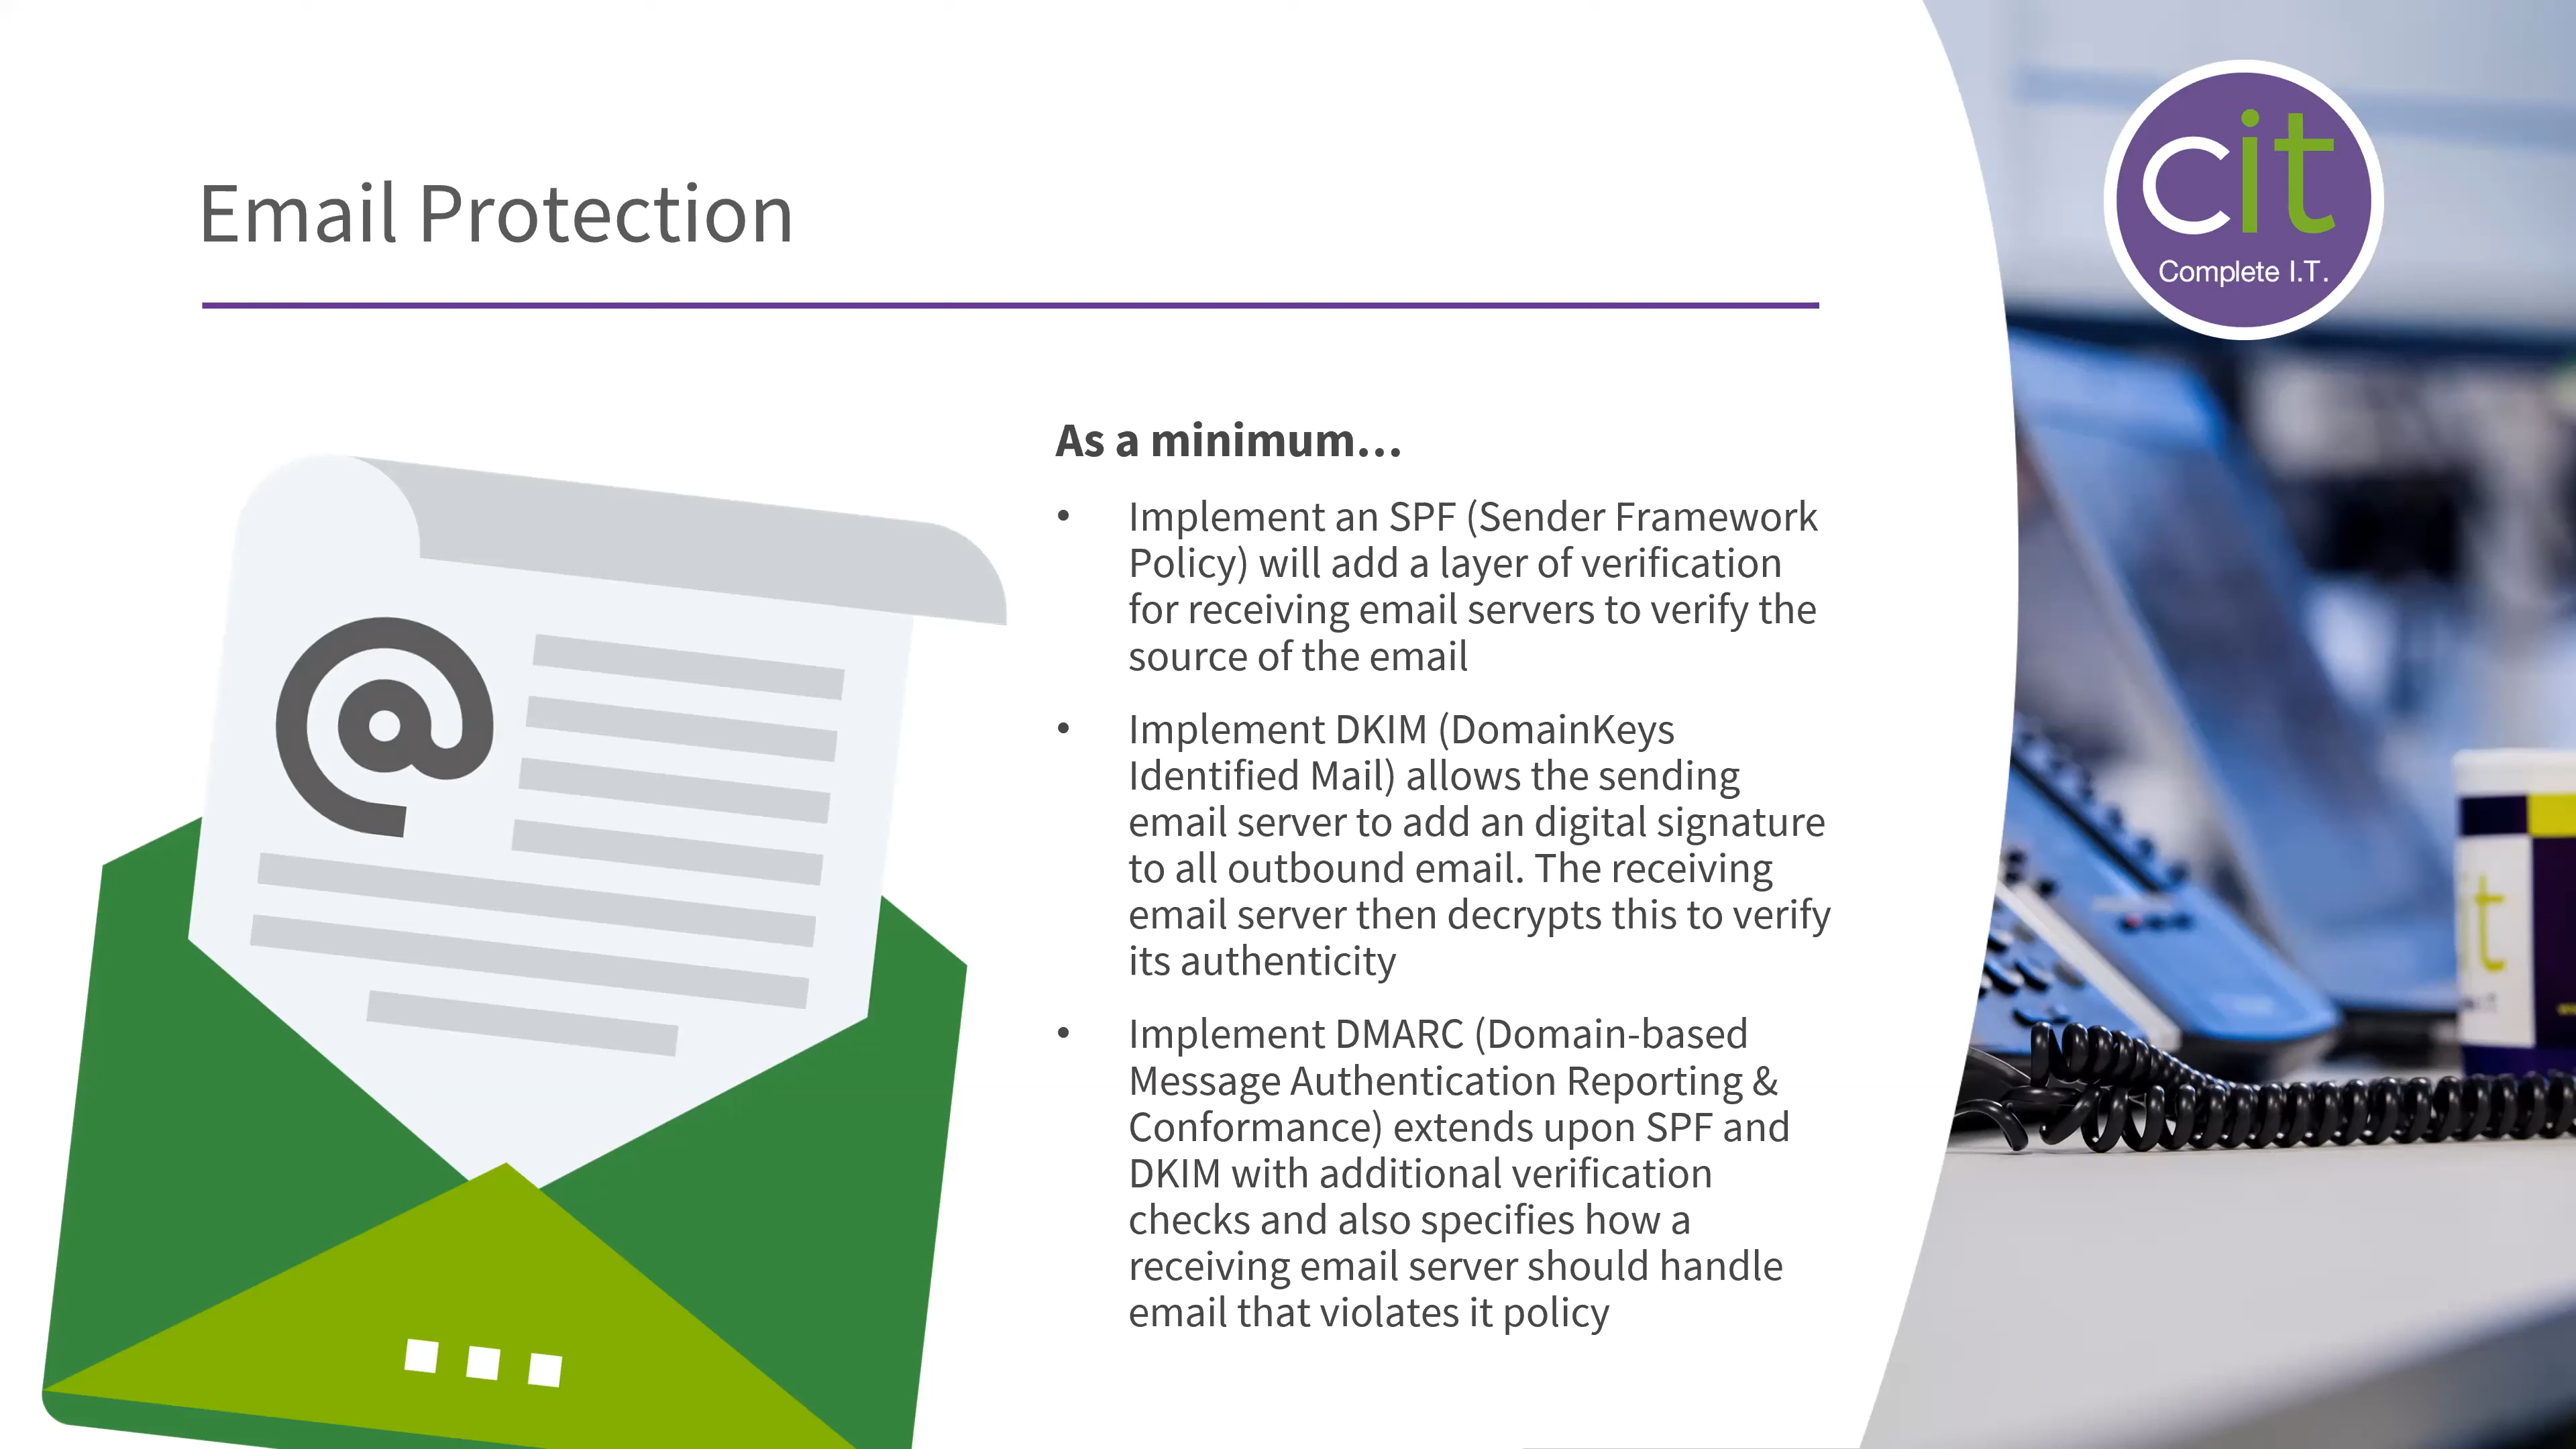 Email Protection
cit
Complete I.T.
As a minimum...
• Implement an SPF (Sender Framework
Policy) will add a layer of verification
for receiving email servers to verify the
source of the email
• Implement DKIM (DomainKeys
Identified Mail) allows the sending
email server to add an digital signature
to all outbound email. The receiving
email server then decrypts this to verify
its authenticity
• Implement DMARC (Domain-based
Message Authentication Reporting &
Conformance) extends upon SPF and
DKIM with additional verification
checks and also specifies how a
receiving email server should handle
email that violates it policy
@
it